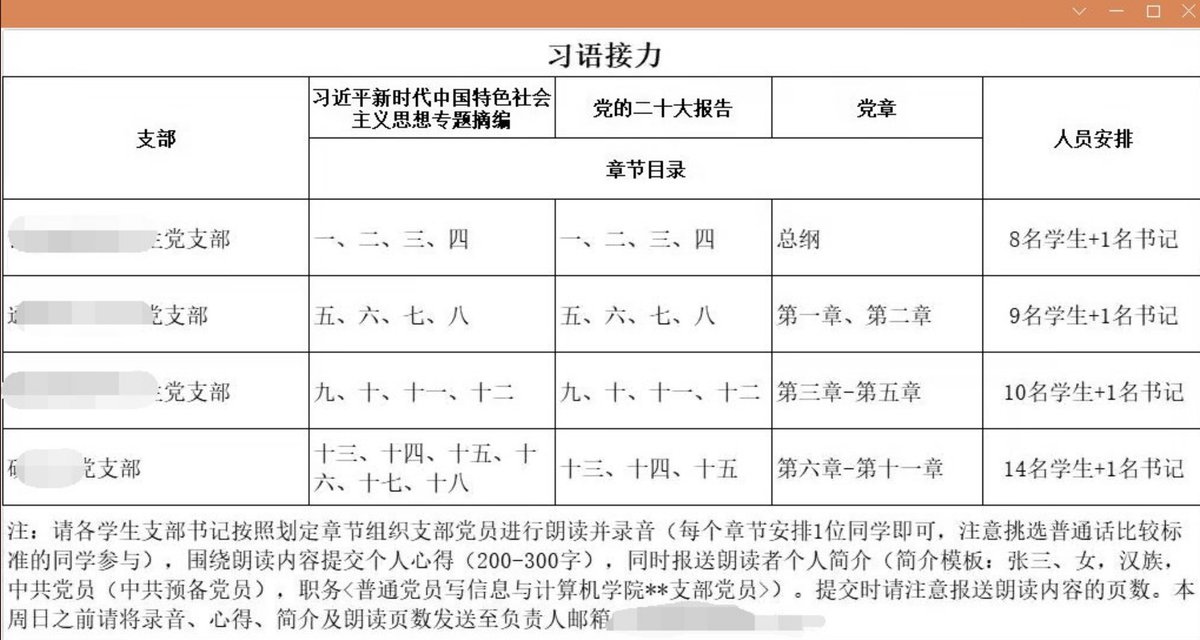 习语接力
支部
习近平新时代中国特色社会
主义思想专题摘编
党的二十大报告
党章
人员安排
章节目录
生党支部
一、二、三、四
一、二、三、四
总纲
8名学生+1名书记
党支部
五、六、七、八
五、六、七、八
第一章、第二章
9名学生+1名书记
党支部
九、十、十一、十二
九、十、十一、十二
第三章-第五章
10名学生+1名书记
党支部
十三、十四、十五、十
六、十七、十八
十三、十四、十五
第六章-第十一章
14名学生+1名书记
注：请各学生支部书记按照划定章节组织支部党员进行朗读并录音（每个章节安排1位同学即可，注意挑选普通话比较标
准的同学参与），围绕朗读内容提交个人心得（200-300字），同时报送朗读者个人简介（简介模板：张三、女，汉族，
中共党员（中共预备党员），职务<普通党员写信息与计算机学院**支部党员>）。提交时请注意报送朗读内容的页数。本
周日之前请将录音、心得、简介及朗读页数发送至负责人邮箱